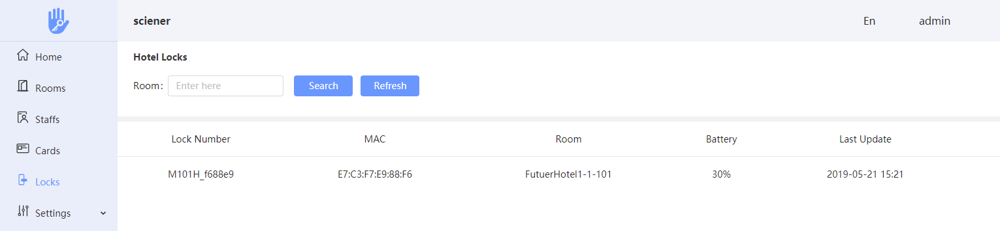 sciener
En
admin
Home
Rooms
Staffs
Cards
Locks
Settings
Hotel Locks
Room: Enter here Search Refresh
Lock Number MAC Room Battery Last Update
M101H_f688e9 E7:C3:F7:E9:88:F6 FutuerHotel1-1-101 30% 2019-05-21 15:21